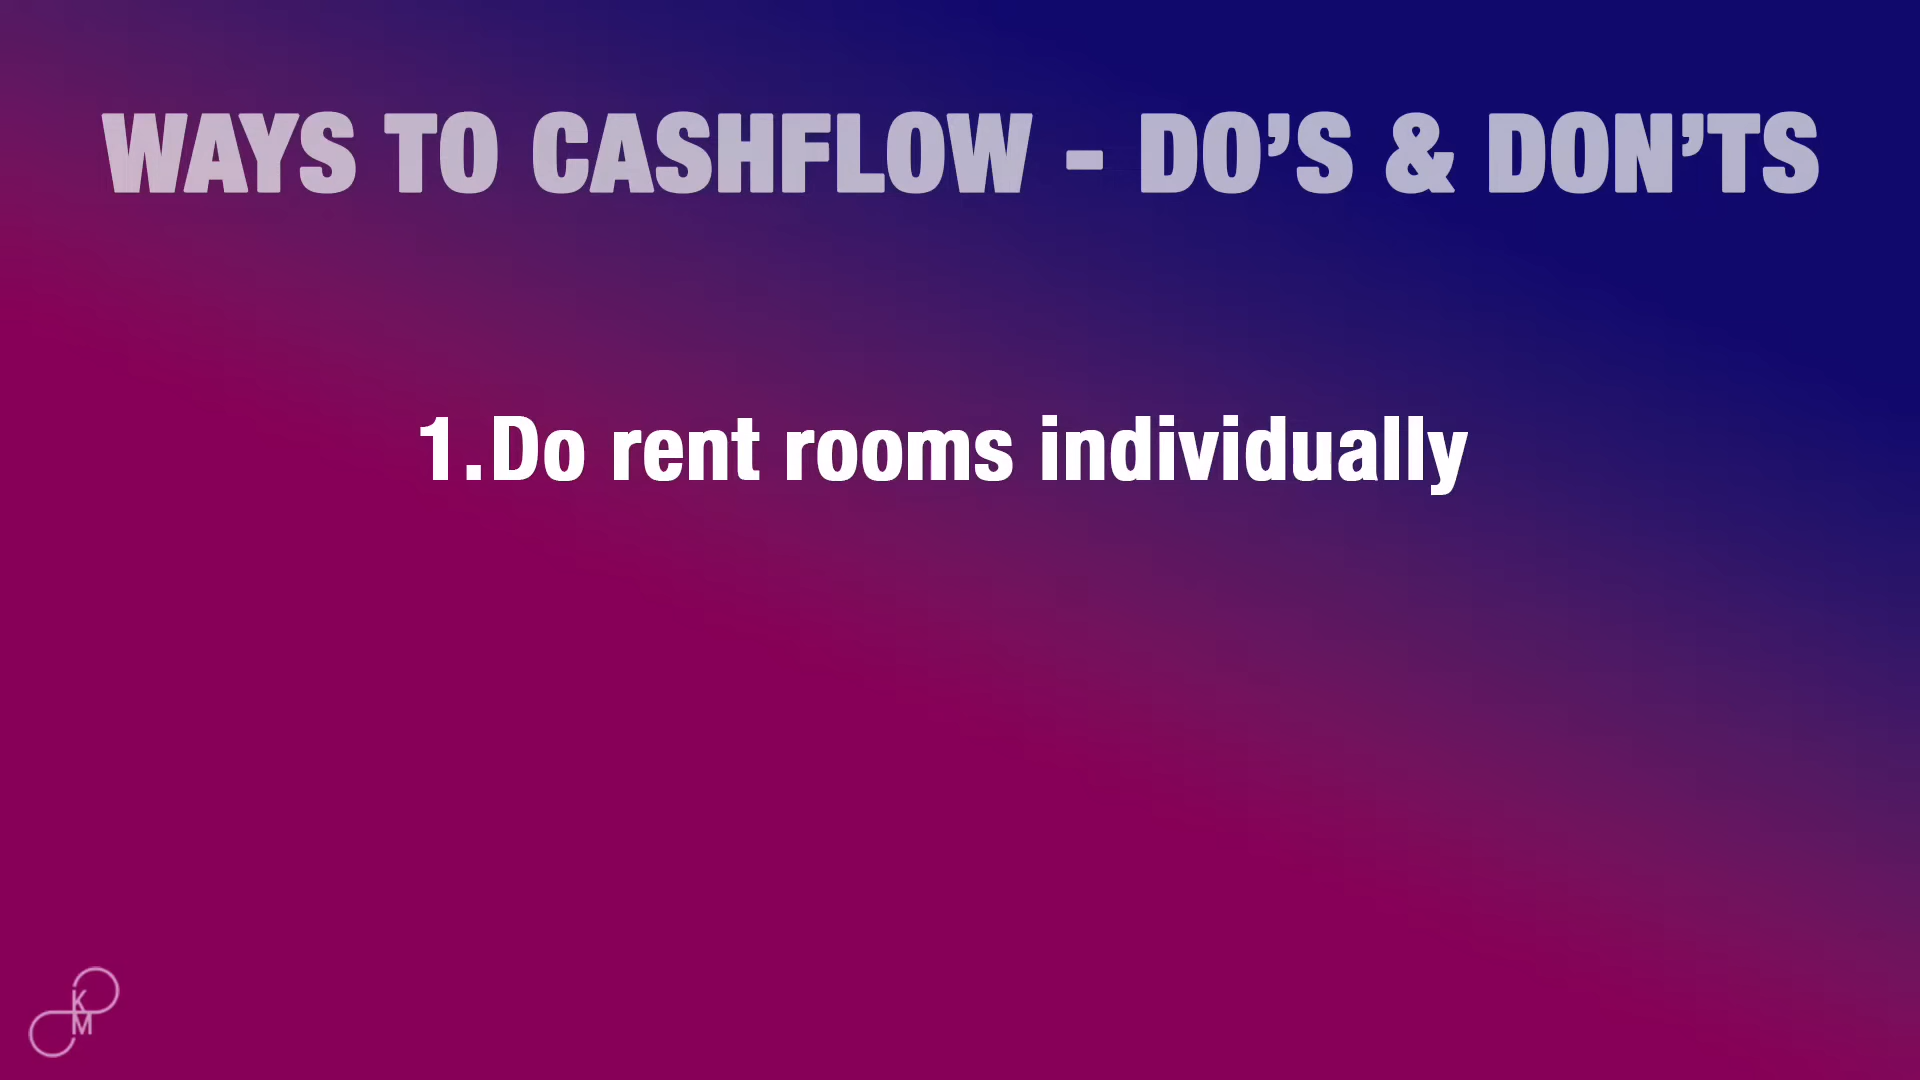 WAYS TO CASHFLOW - DO’S & DON’TS
1.Do rent rooms individually
K
M